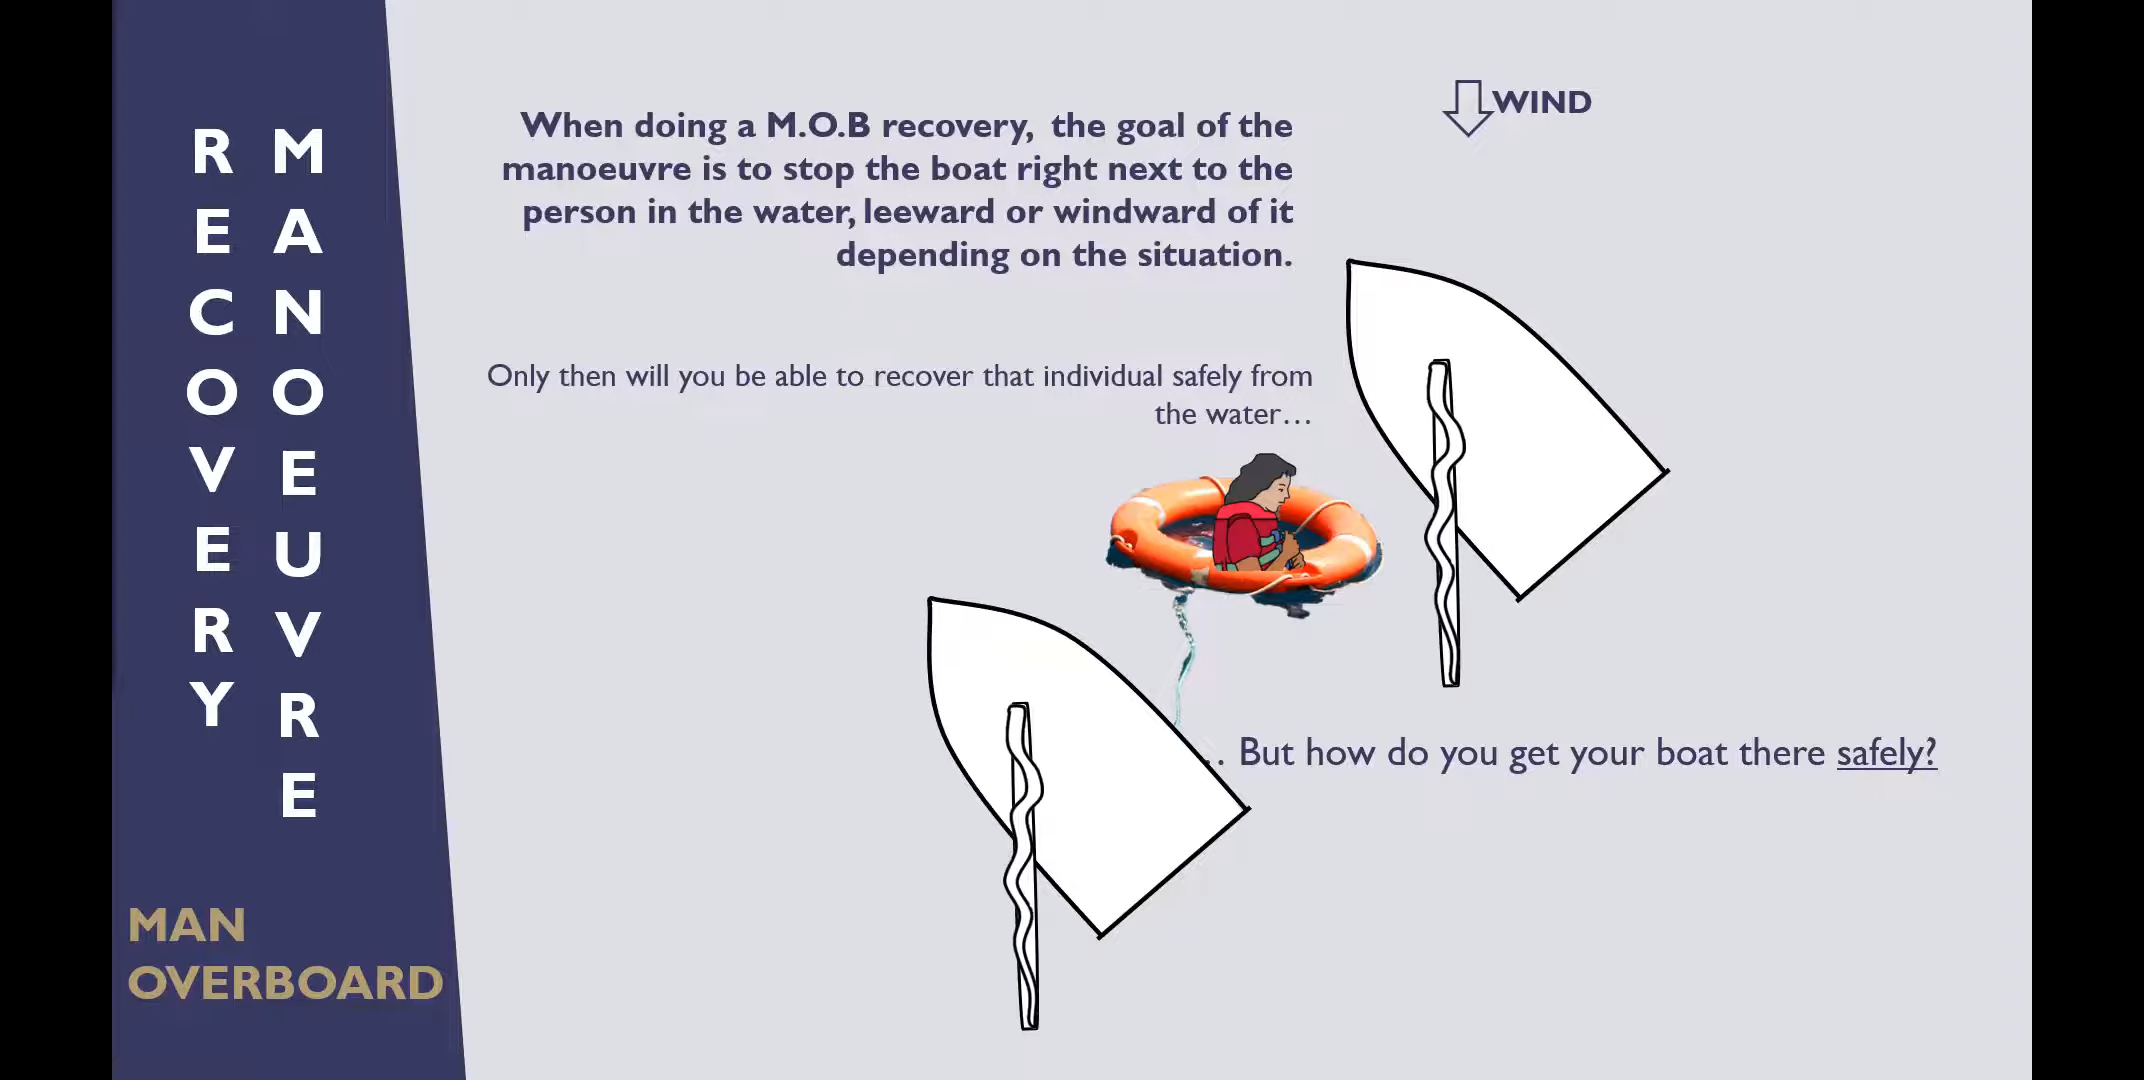 RECOVERY
MANOEUVRE
MAN
OVERBOARD
When doing a M.O.B recovery, the goal of the
manoeuvre is to stop the boat right next to the
person in the water, leeward or windward of it
depending on the situation.
WIND
Only then will you be able to recover that individual safely from
the water…
.. But how do you get your boat there safely?